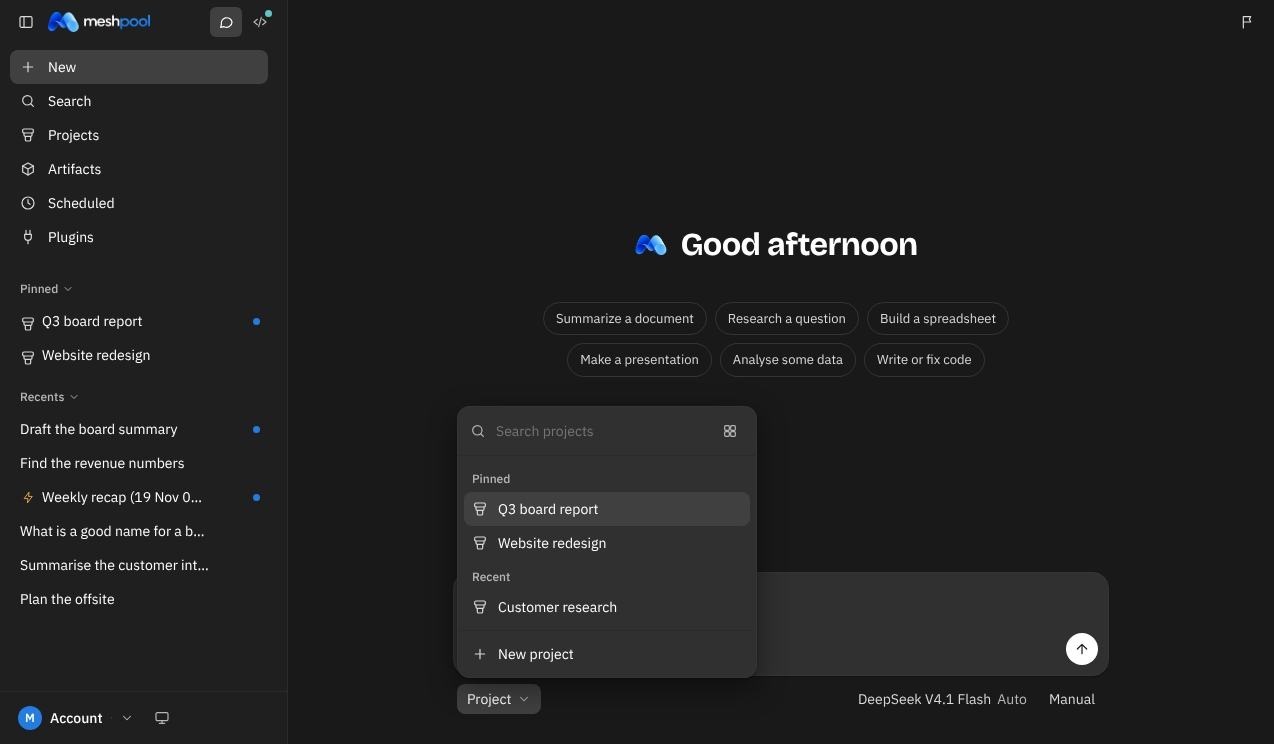 meshpool
New
Search
Projects
Artifacts
Scheduled
Plugins
Pinned
Q3 board report
Website redesign
Recents
Draft the board summary
Find the revenue numbers
Weekly recap (19 Nov 0...
What is a good name for a b...
Summarise the customer int...
Plan the offsite
M Account
Good afternoon
Summarize a document Research a question Build a spreadsheet
Make a presentation Analyse some data Write or fix code
Search projects
Pinned
Q3 board report
Website redesign
Recent
Customer research
New project
Project DeepSeek V4.1 Flash Auto Manual